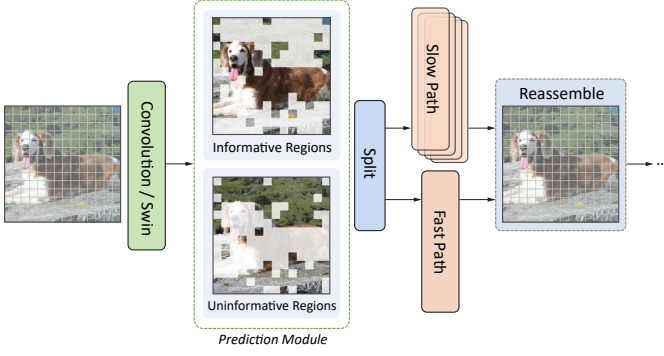 Convolution / Swin
Informative Regions
Uninformative Regions
Prediction Module
Split
Slow Path
Fast Path
Reassemble
...